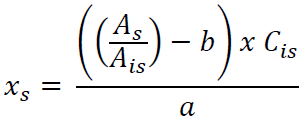 x_s = (((A_s / A_is) − b) x C_is) / a